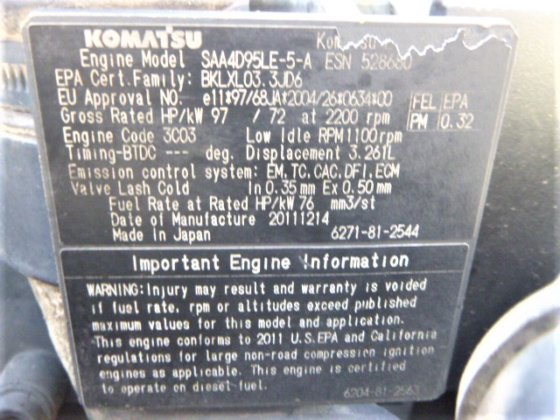 KOMATSU Komatsu
Engine Model SAA4D95LE-5-A ESN 528680
EPA Cert.Family: BKLXL03.3JD6
EU Approval NO. e11*97/68JA*2004/26*0634*00 FEL EPA
Gross Rated HP/kW 97 / 72 at 2200 rpm PM 0.32
Engine Code 3C03 Low Idle RPM 1100rpm
Timing-BTDC --- deg. Displacement 3.261L
Emission control system: EM,TC,CAC,DFI,ECM
Valve Lash Cold In 0.35mm Ex 0.50mm
Fuel Rate at Rated HP/kW 76 mm3/st
Date of Manufacture 20111214
Made In Japan 6271-81-2544
Important Engine Information
WARNING: Injury may result and warranty is voided
if fuel rate, rpm or altitudes exceed published
maximum values for this model and application.
This engine conforms to 2011 U.S.EPA and California
regulations for large non-road compression ignition
engines as applicable. This engine is certified
to operate on diesel fuel. 6204-81-2563